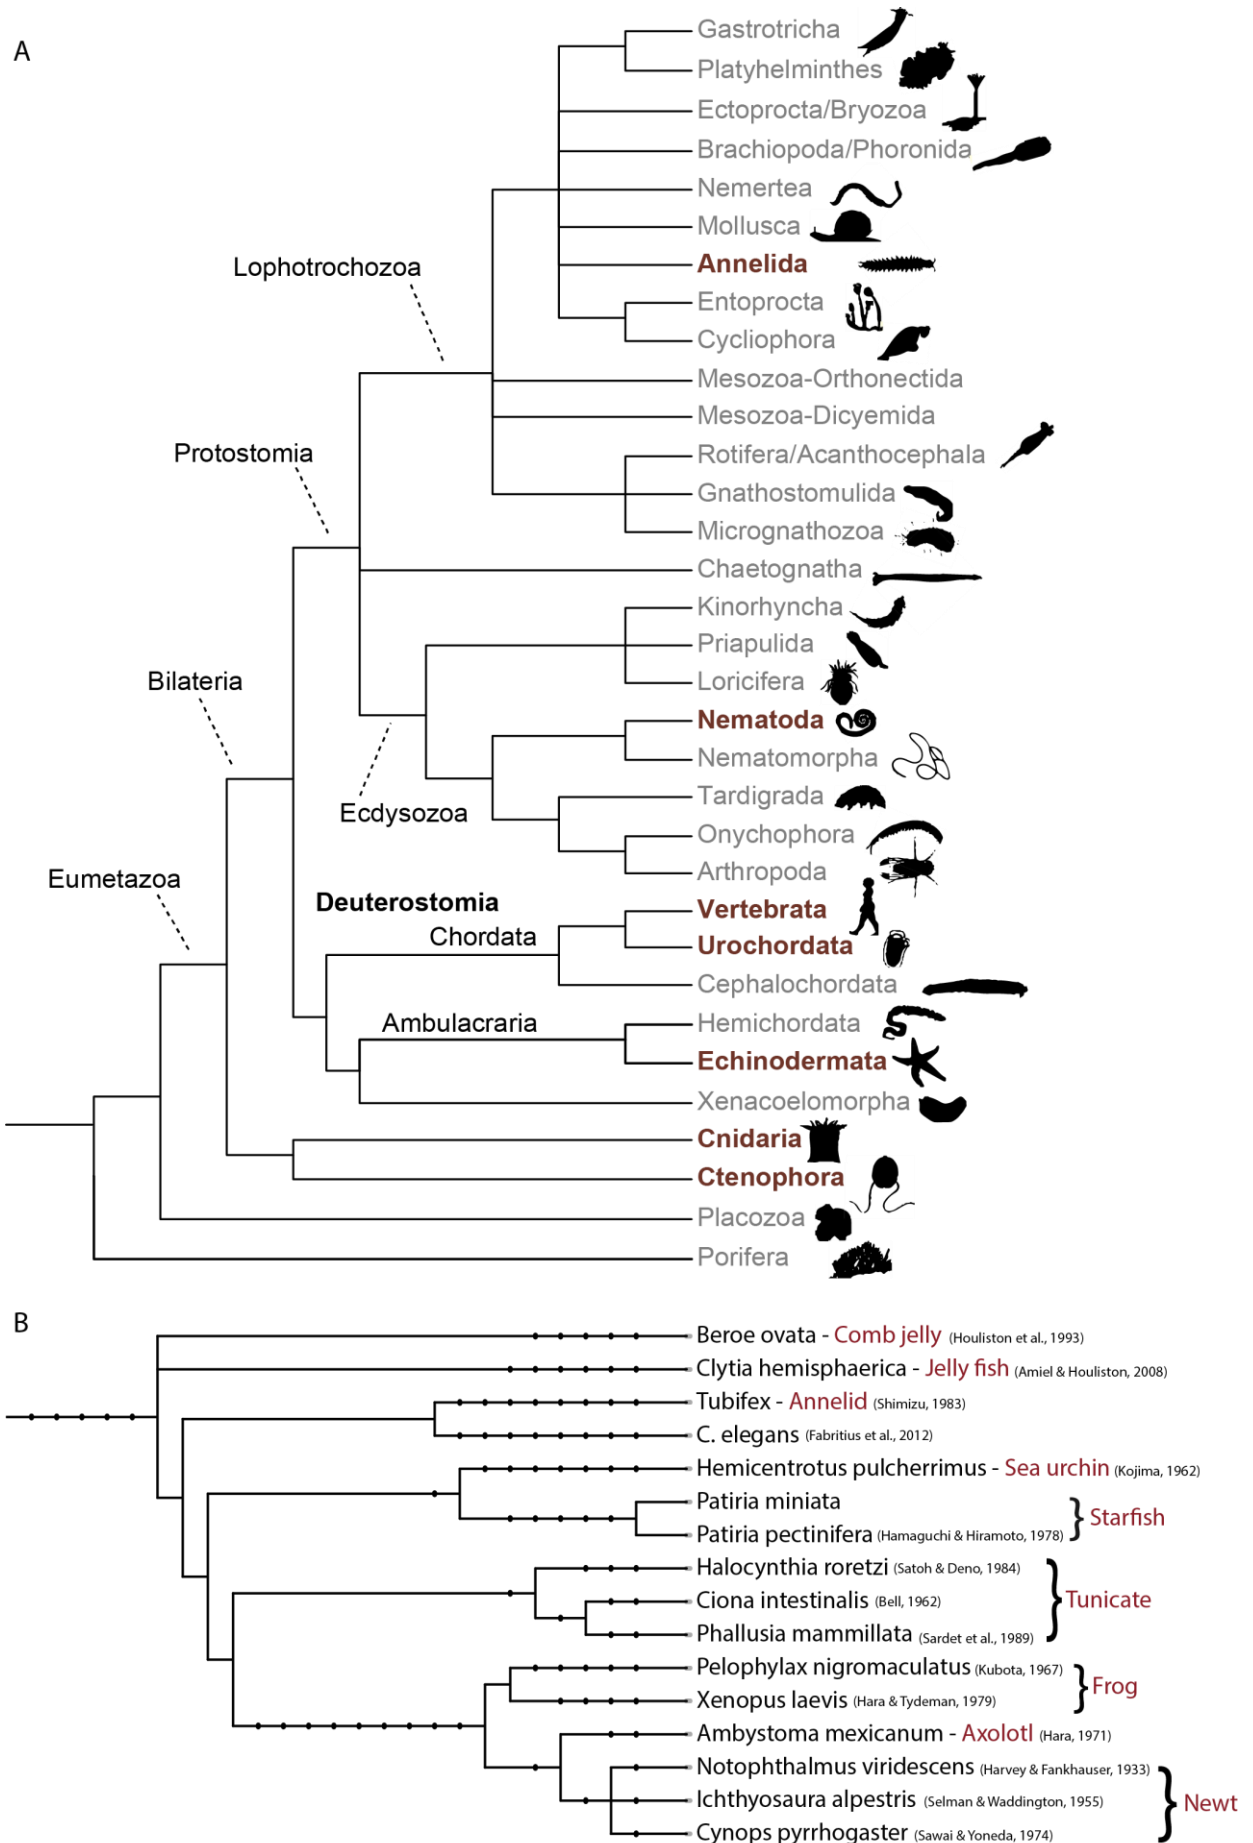 A
Gastrotricha
Platyhelminthes
Ectoprocta/Bryozoa
Brachiopoda/Phoronida
Nemertea
Mollusca
Lophotrochozoa
Annelida
Entoprocta
Cycliophora
Mesozoa-Orthonectida
Mesozoa-Dicyemida
Protostomia
Rotifera/Acanthocephala
Gnathostomulida
Micrognathozoa
Chaetognatha
Kinorhyncha
Priapulida
Bilateria
Loricifera
Nematoda
Nematomorpha
Tardigrada
Ecdysozoa
Onychophora
Arthropoda
Eumetazoa
Deuterostomia
Vertebrata
Chordata
Urochordata
Cephalochordata
Ambulacraria
Hemichordata
Echinodermata
Xenacoelomorpha
Cnidaria
Ctenophora
Placozoa
Porifera
B
Beroe ovata - Comb jelly (Houliston et al., 1993)
Clytia hemisphaerica - Jelly fish (Amiel & Houliston, 2008)
Tubifex - Annelid (Shimizu, 1983)
C. elegans (Fabritius et al., 2012)
Hemicentrotus pulcherrimus - Sea urchin (Kojima, 1962)
Patiria miniata
Starfish
Patiria pectinifera (Hamaguchi & Hiramoto, 1978)
Halocynthia roretzi (Satoh & Deno, 1984)
Ciona intestinalis (Bell, 1962)
Tunicate
Phallusia mammillata (Sardet et al., 1989)
Pelophylax nigromaculatus (Kubota, 1967)
Frog
Xenopus laevis (Hara & Tydeman, 1979)
Ambystoma mexicanum - Axolotl (Hara, 1971)
Notophthalmus viridescens (Harvey & Fankhauser, 1933)
Ichthyosaura alpestris (Selman & Waddington, 1955)
Newt
Cynops pyrrhogaster (Sawai & Yoneda, 1974)